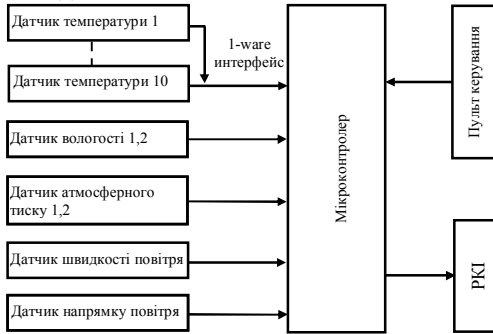 Датчик температури 1
1-ware
интерфейс
Датчик температури 10
Датчик вологості 1,2
Датчик атмосферного
тиску 1,2
Датчик швидкості повітря
Датчик напрямку повітря
Мікроконтролер
Пульт керування
РКІ